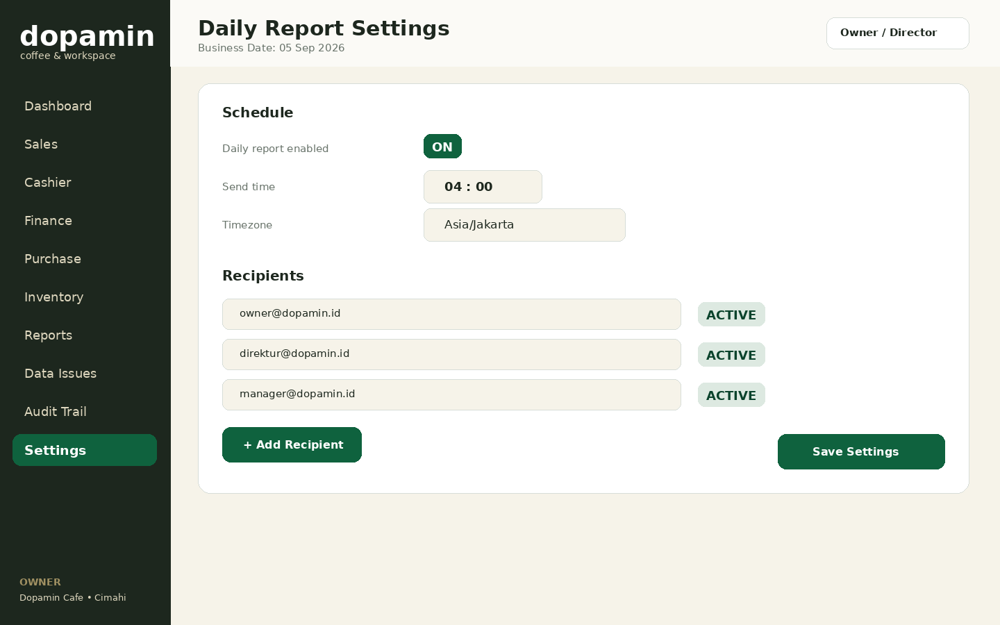 dopamin
coffee & workspace
Dashboard
Sales
Cashier
Finance
Purchase
Inventory
Reports
Data Issues
Audit Trail
Settings
OWNER
Dopamin Cafe • Cimahi
Daily Report Settings
Business Date: 05 Sep 2026
Owner / Director
Schedule
Daily report enabled ON
Send time 04 : 00
Timezone Asia/Jakarta
Recipients
owner@dopamin.id ACTIVE
direktur@dopamin.id ACTIVE
manager@dopamin.id ACTIVE
+ Add Recipient
Save Settings